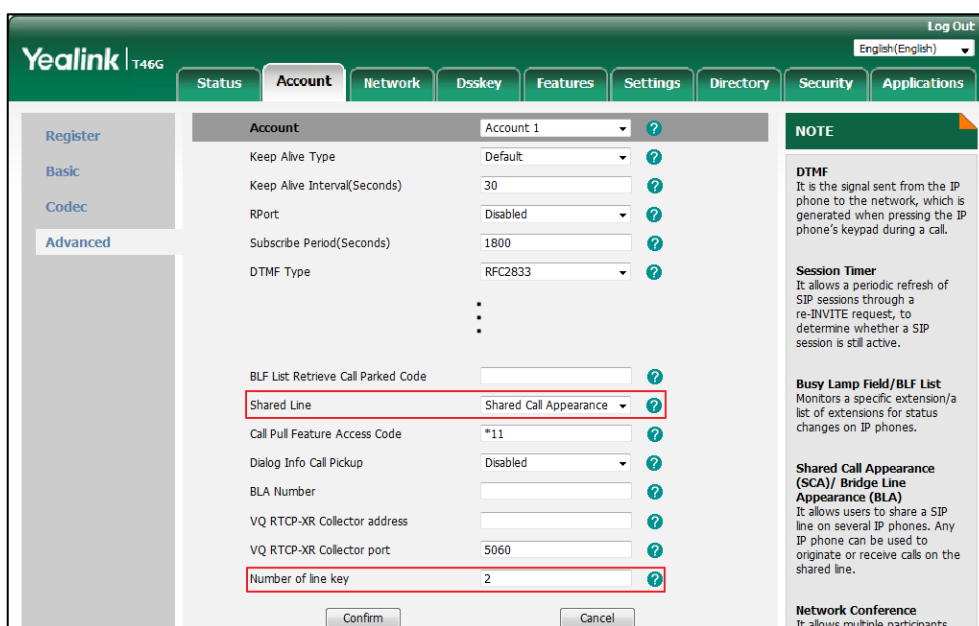 Log Out
English(English)
Yealink T46G
Status Account Network Dsskey Features Settings Directory Security Applications
Register
Basic
Codec
Advanced
Account Account 1 ?
Keep Alive Type Default ?
Keep Alive Interval(Seconds) 30 ?
RPort Disabled ?
Subscribe Period(Seconds) 1800 ?
DTMF Type RFC2833 ?
BLF List Retrieve Call Parked Code ?
Shared Line Shared Call Appearance ?
Call Pull Feature Access Code *11 ?
Dialog Info Call Pickup Disabled ?
BLA Number ?
VQ RTCP-XR Collector address ?
VQ RTCP-XR Collector port 5060 ?
Number of line key 2 ?
Confirm Cancel
NOTE
DTMF
It is the signal sent from the IP
phone to the network, which is
generated when pressing the IP
phone's keypad during a call.
Session Timer
It allows a periodic refresh of
SIP sessions through a
re-INVITE request, to
determine whether a SIP
session is still active.
Busy Lamp Field/BLF List
Monitors a specific extension/a
list of extensions for status
changes on IP phones.
Shared Call Appearance
(SCA)/ Bridge Line
Appearance (BLA)
It allows users to share a SIP
line on several IP phones. Any
IP phone can be used to
originate or receive calls on the
shared line.
Network Conference
It allows multiple participants